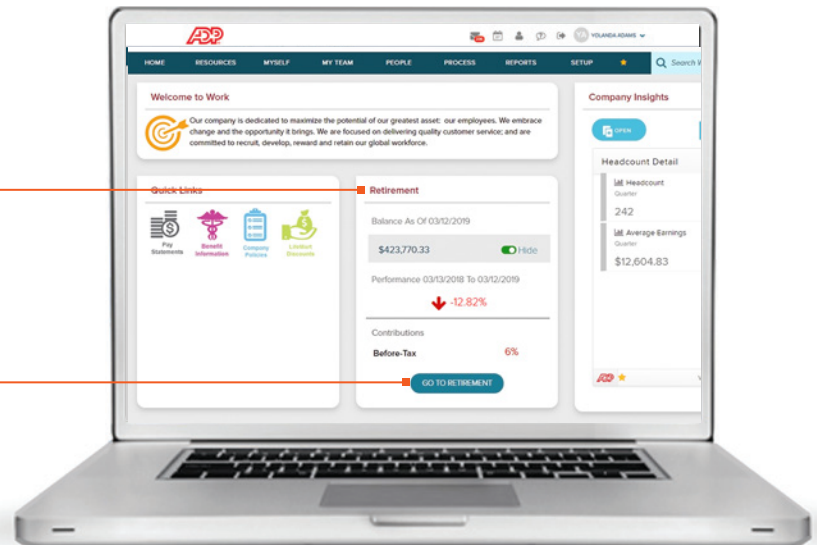 ADP
YOLANDA ADAMS
HOME RESOURCES MYSELF MY TEAM PEOPLE PROCESS REPORTS SETUP Search
Welcome to Work
Our company is dedicated to maximize the potential of our greatest asset: our employees. We embrace
change and the opportunity it brings. We are focused on delivering quality customer service; and are
committed to recruit, develop, reward and retain our global workforce.
Quick Links
Pay
Statements
Benefit
Information
Company
Policies
LifeMart
Discounts
Retirement
Balance As Of 03/12/2019
$423,770.33 Hide
Performance 03/13/2018 To 03/12/2019
-12.82%
Contributions
Before-Tax 6%
GO TO RETIREMENT
Company Insights
OPEN
Headcount Detail
Headcount
Quarter
242
Average Earnings
Quarter
$12,604.83
ADP